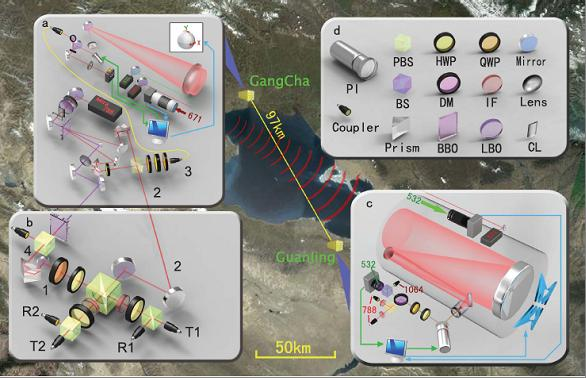 a
X
671
3
2
b
4
1
2
R2
T2
R1
T1
GangCha
97km
Guanling
50km
d
PI
PBS
HWP
QWP
Mirror
Coupler
BS
DM
IF
Lens
Prism
BBO
LBO
CL
c
532
532
1064
788